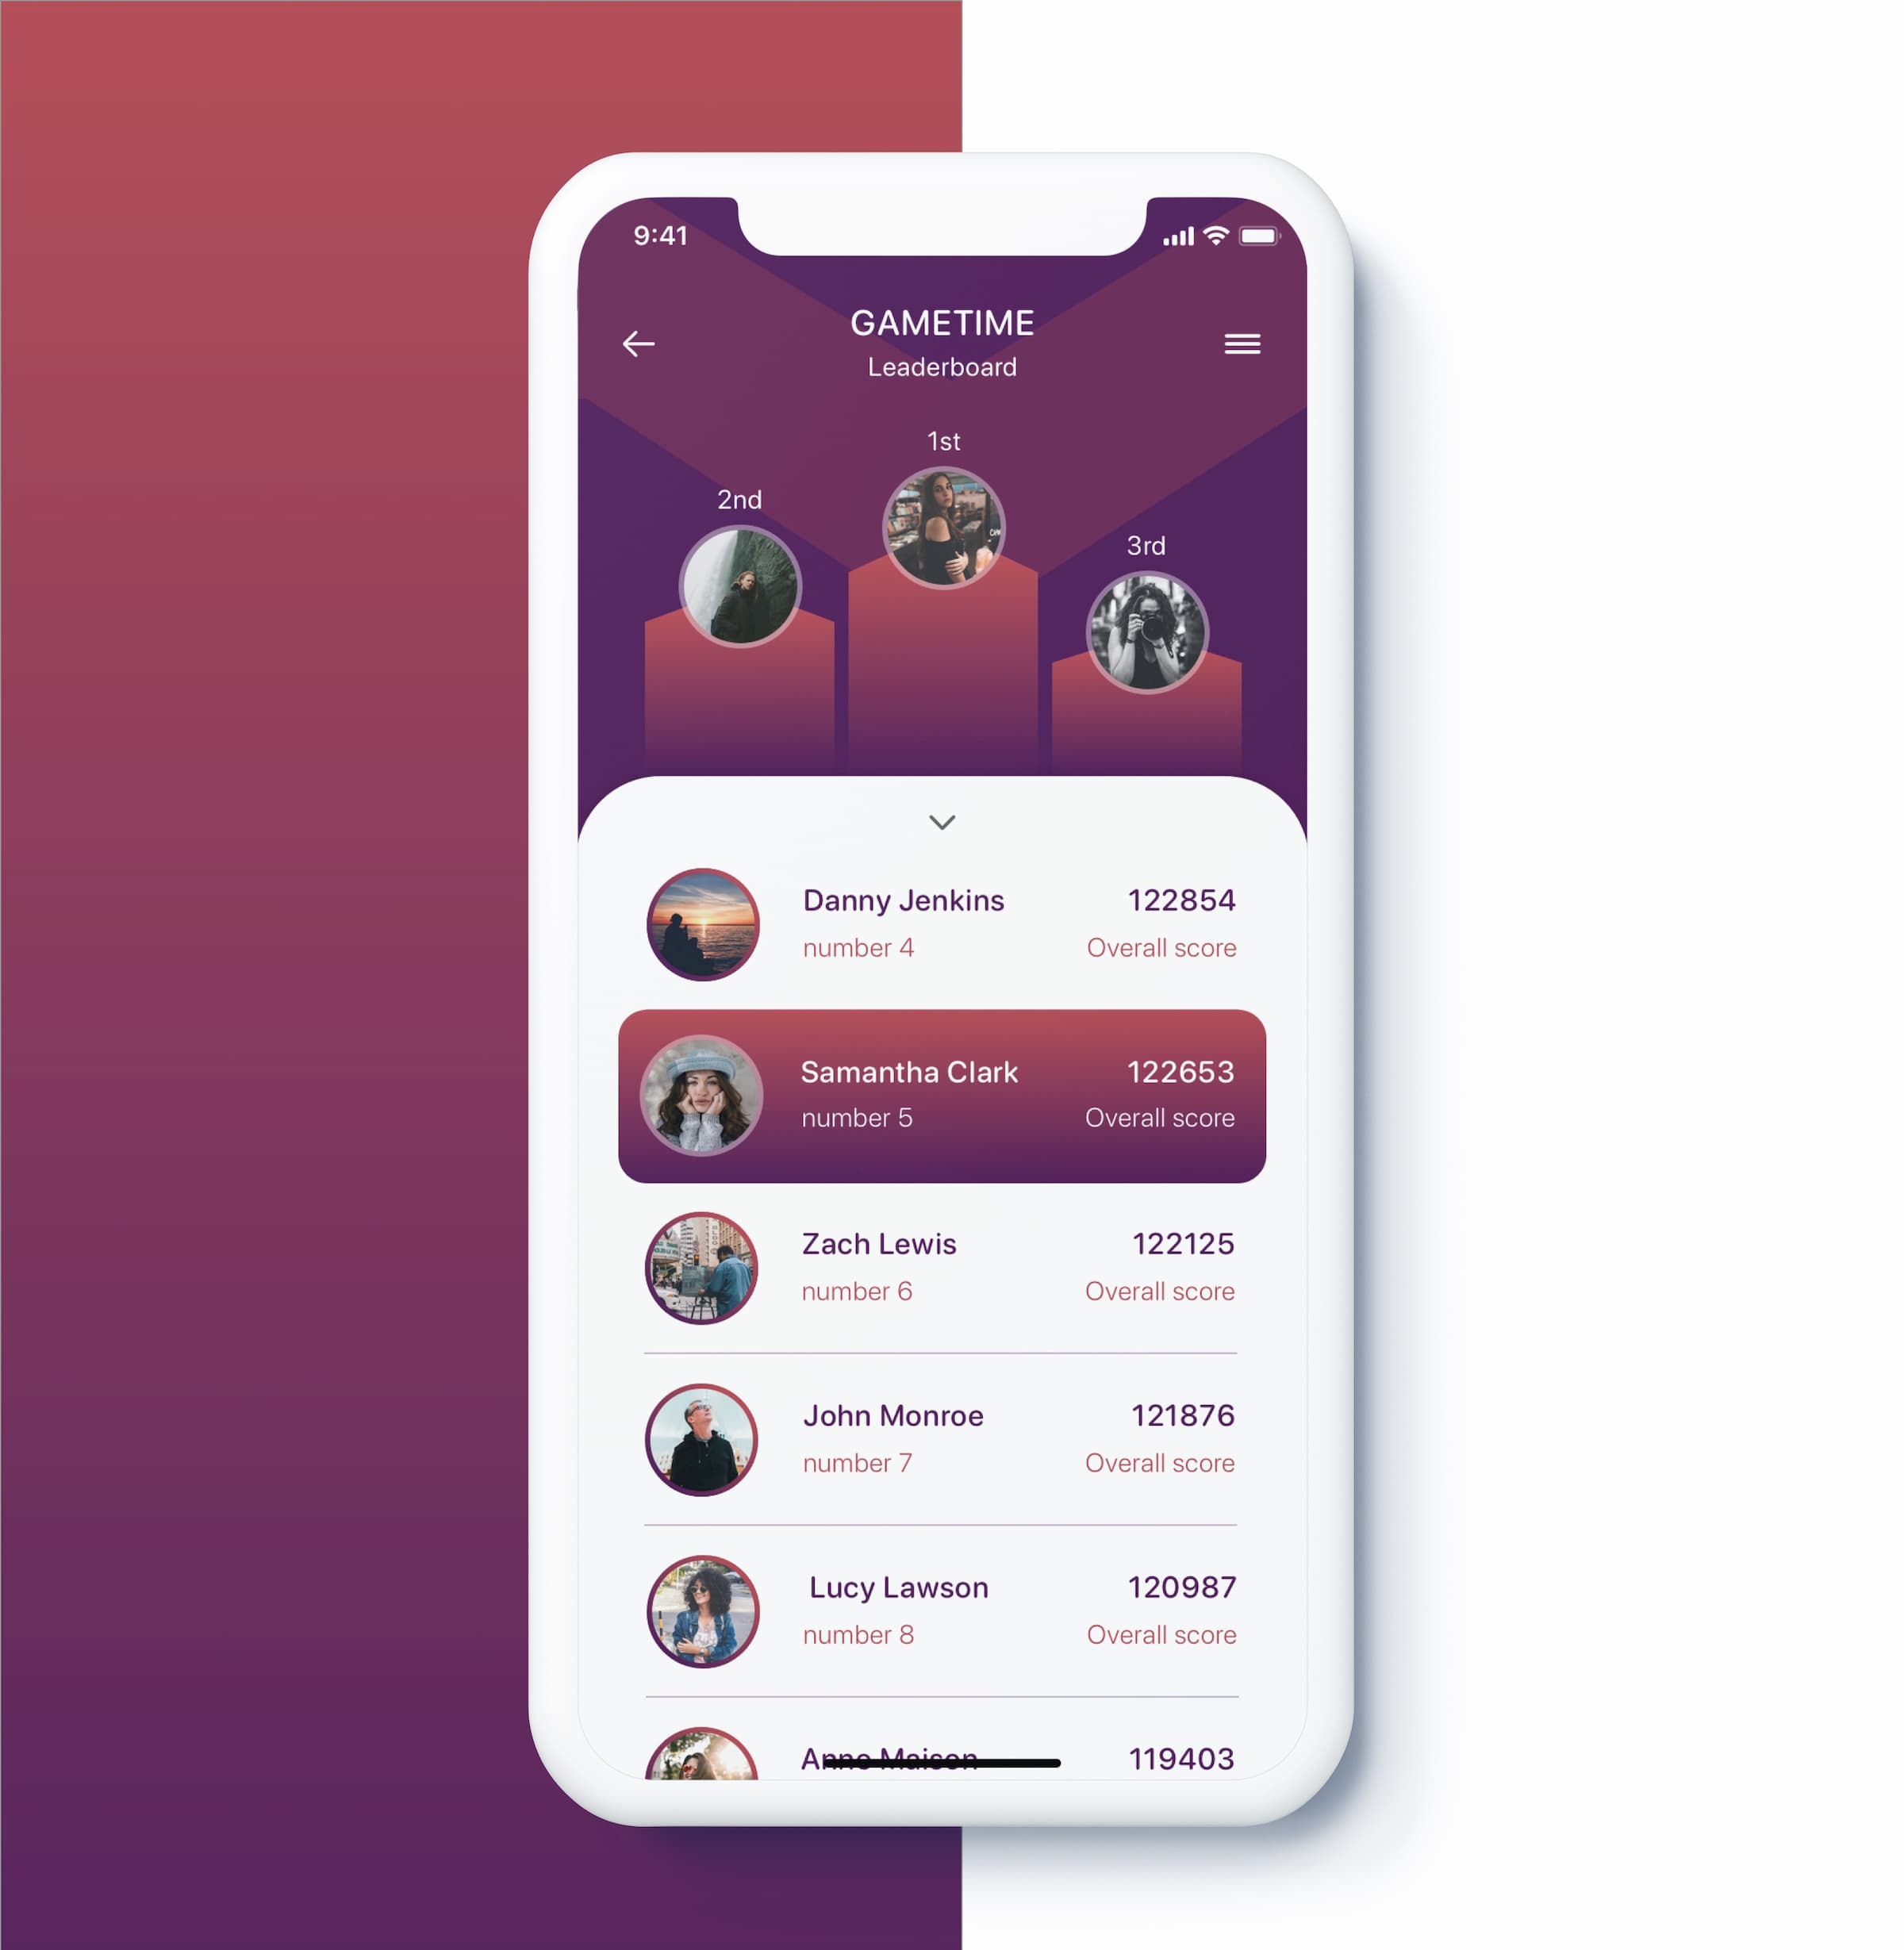 9:41
GAMETIME
Leaderboard
1st
2nd
3rd
Danny Jenkins 122854
number 4 Overall score
Samantha Clark 122653
number 5 Overall score
Zach Lewis 122125
number 6 Overall score
John Monroe 121876
number 7 Overall score
Lucy Lawson 120987
number 8 Overall score
Anne Maison 119403